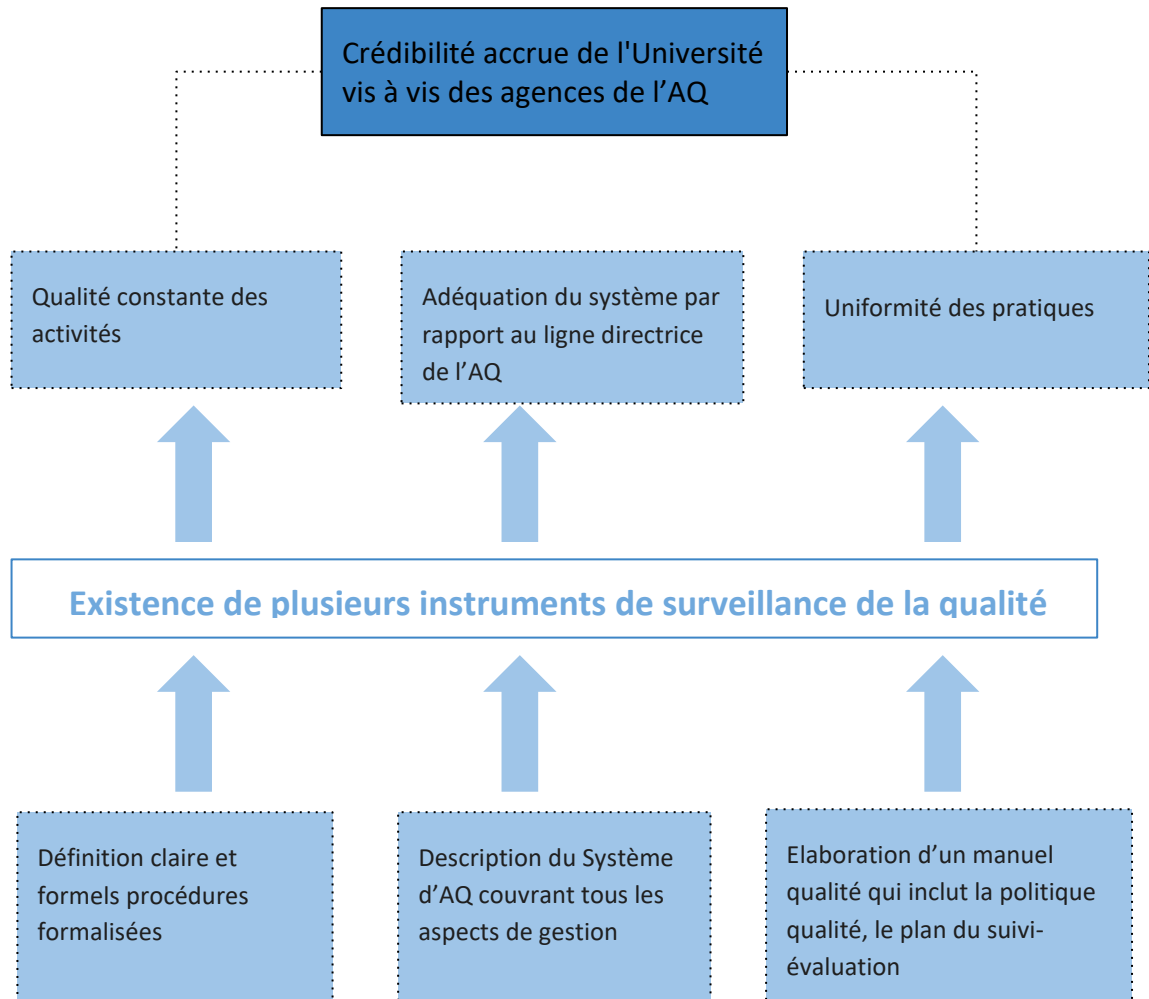 Crédibilité accrue de l'Université
vis à vis des agences de l’AQ
Qualité constante des
activités
Adéquation du système par
rapport au ligne directrice
de l’AQ
Uniformité des pratiques
Existence de plusieurs instruments de surveillance de la qualité
Définition claire et
formels procédures
formalisées
Description du Système
d’AQ couvrant tous les
aspects de gestion
Elaboration d’un manuel
qualité qui inclut la politique
qualité, le plan du suivi-
évaluation